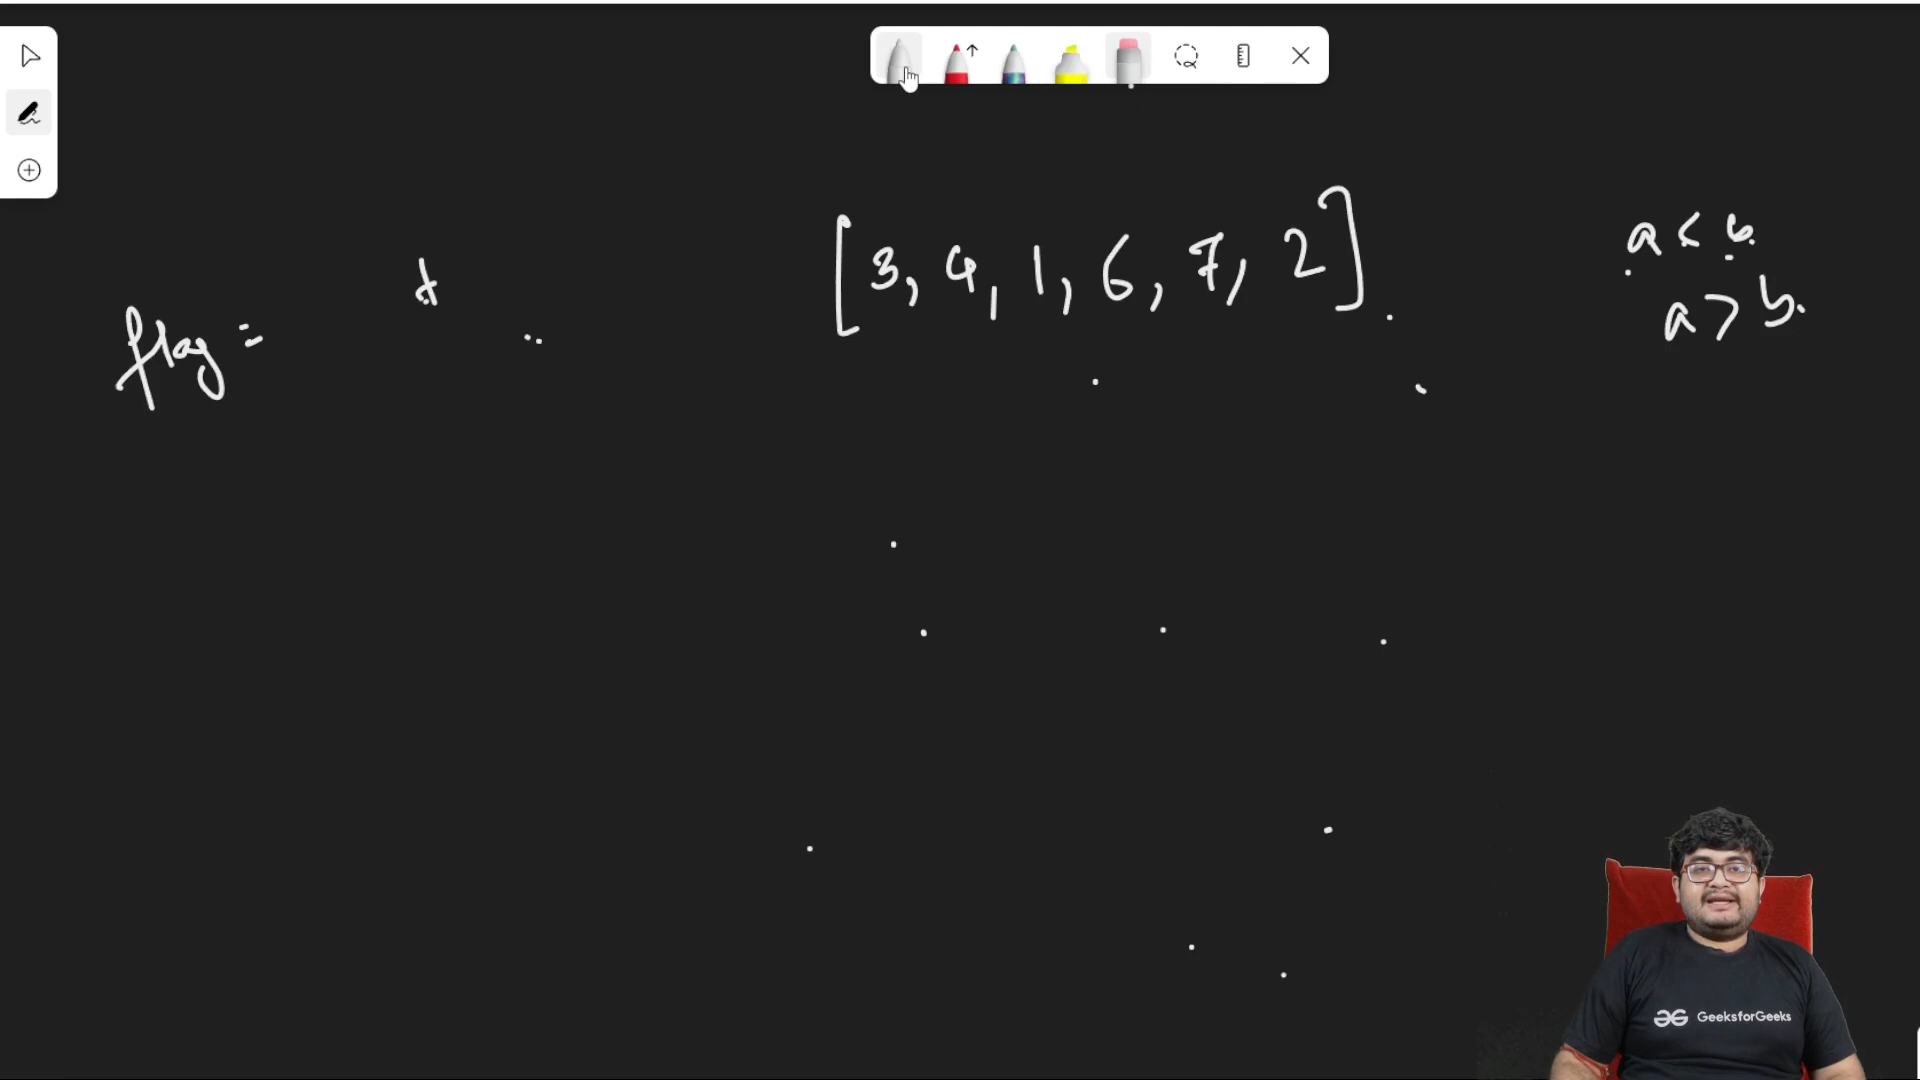 [3, 4, 1, 6, 7, 2]
a < b
a > b
flag =
GeeksforGeeks